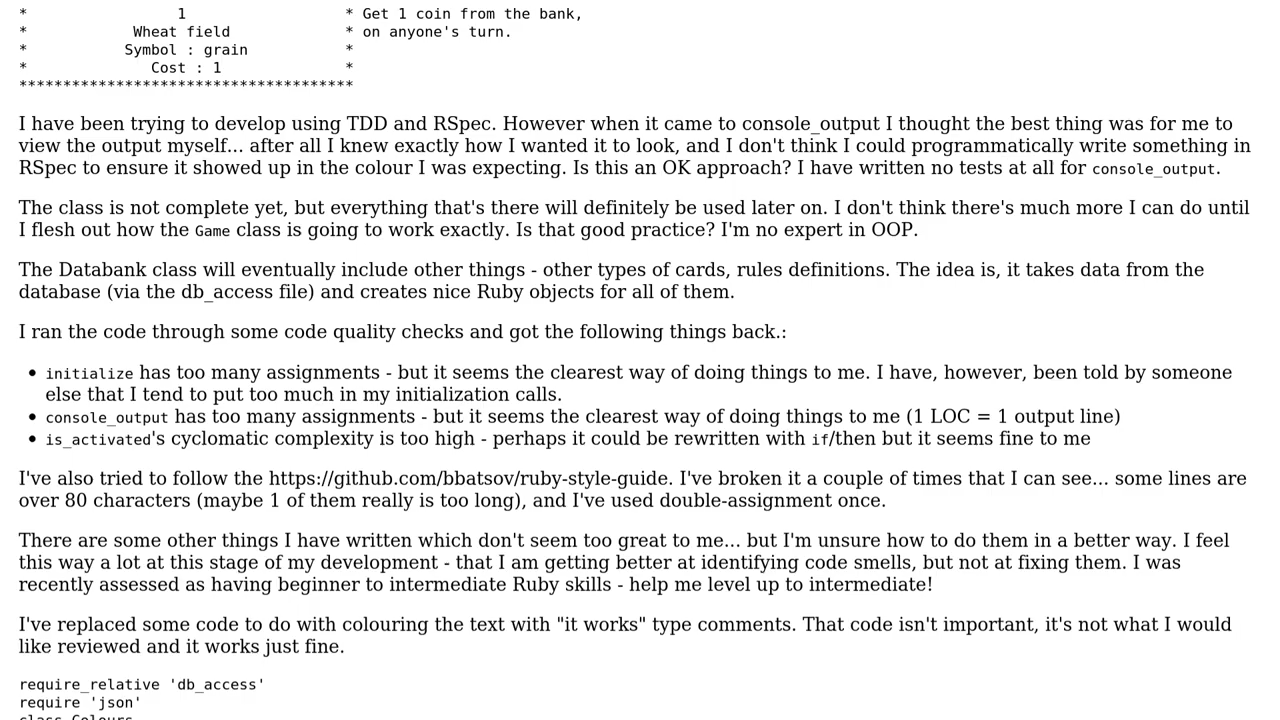 *                 1                  * Get 1 coin from the bank,
*            Wheat field             * on anyone's turn.
*           Symbol : grain           *
*              Cost : 1              *
**************************************
I have been trying to develop using TDD and RSpec. However when it came to console_output I thought the best thing was for me to
view the output myself... after all I knew exactly how I wanted it to look, and I don't think I could programmatically write something in
RSpec to ensure it showed up in the colour I was expecting. Is this an OK approach? I have written no tests at all for console_output.
The class is not complete yet, but everything that's there will definitely be used later on. I don't think there's much more I can do until
I flesh out how the Game class is going to work exactly. Is that good practice? I'm no expert in OOP.
The Databank class will eventually include other things - other types of cards, rules definitions. The idea is, it takes data from the
database (via the db_access file) and creates nice Ruby objects for all of them.
I ran the code through some code quality checks and got the following things back.:
• initialize has too many assignments - but it seems the clearest way of doing things to me. I have, however, been told by someone
else that I tend to put too much in my initialization calls.
• console_output has too many assignments - but it seems the clearest way of doing things to me (1 LOC = 1 output line)
• is_activated's cyclomatic complexity is too high - perhaps it could be rewritten with if/then but it seems fine to me
I've also tried to follow the https://github.com/bbatsov/ruby-style-guide. I've broken it a couple of times that I can see... some lines are
over 80 characters (maybe 1 of them really is too long), and I've used double-assignment once.
There are some other things I have written which don't seem too great to me... but I'm unsure how to do them in a better way. I feel
this way a lot at this stage of my development - that I am getting better at identifying code smells, but not at fixing them. I was
recently assessed as having beginner to intermediate Ruby skills - help me level up to intermediate!
I've replaced some code to do with colouring the text with "it works" type comments. That code isn't important, it's not what I would
like reviewed and it works just fine.
require_relative 'db_access'
require 'json'
class Colours